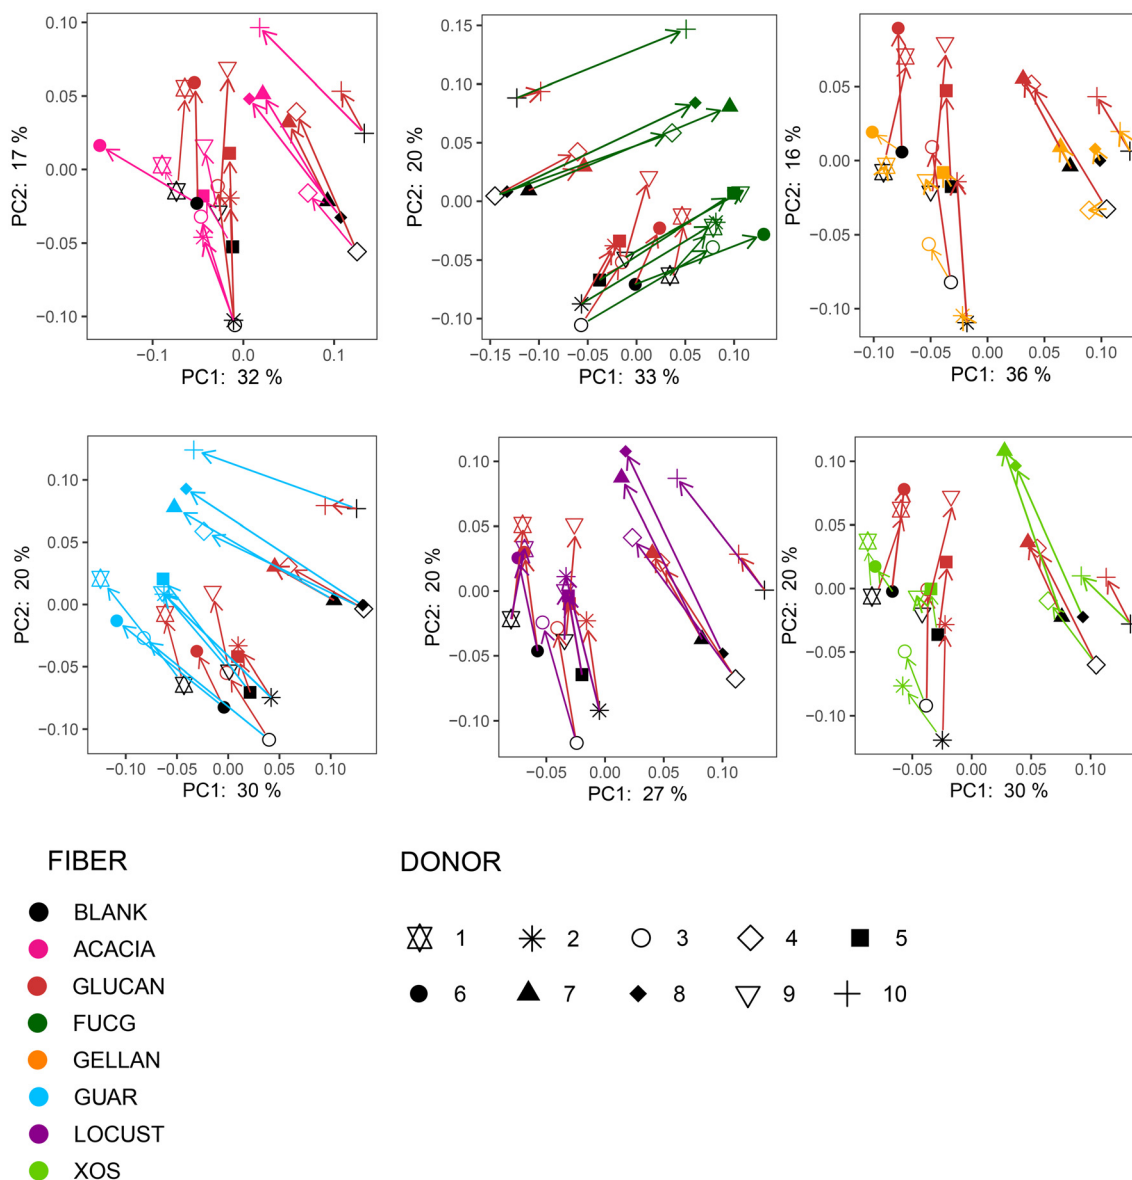 0.10
0.05
0.00
−0.05
−0.10
PC2: 17 %
−0.1 0.0 0.1
PC1: 32 %
0.15
0.10
0.05
0.00
−0.05
−0.10
PC2: 20 %
−0.15 −0.10 −0.05 0.00 0.05 0.10
PC1: 33 %
0.10
0.05
0.00
−0.05
−0.10
PC2: 16 %
−0.10 −0.05 0.00 0.05 0.10
PC1: 36 %
0.10
0.05
0.00
−0.05
−0.10
PC2: 20 %
−0.10 −0.05 0.00 0.05 0.10
PC1: 30 %
0.10
0.05
0.00
−0.05
−0.10
PC2: 20 %
−0.05 0.00 0.05 0.10
PC1: 27 %
0.10
0.05
0.00
−0.05
−0.10
PC2: 20 %
−0.05 0.00 0.05 0.10
PC1: 30 %
FIBER
BLANK
ACACIA
GLUCAN
FUCG
GELLAN
GUAR
LOCUST
XOS
DONOR
1 2 3 4 5
6 7 8 9 10